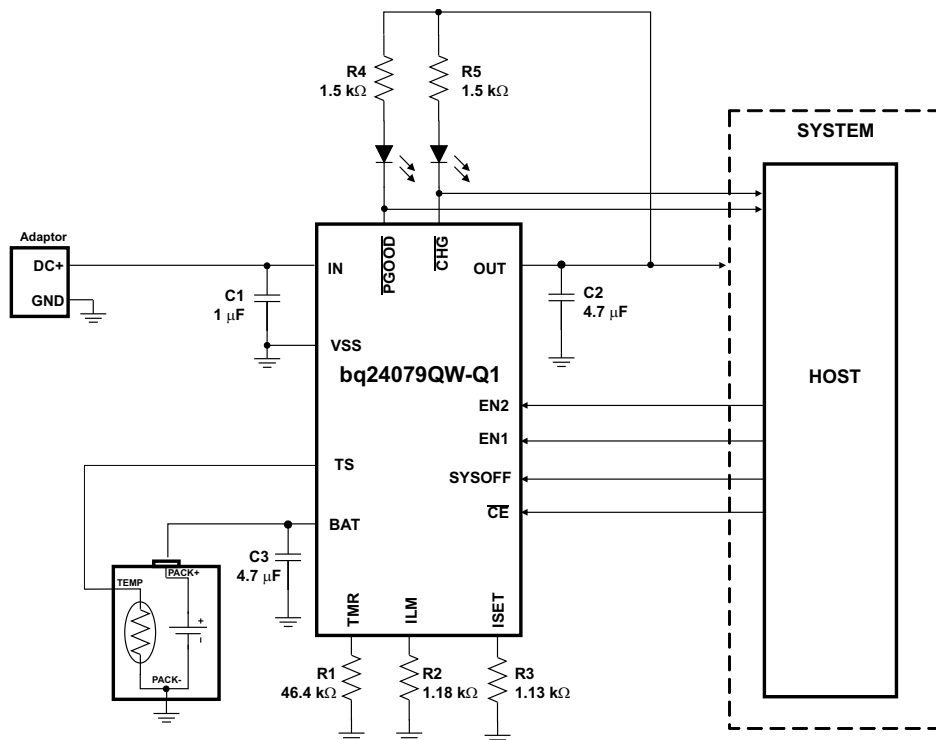 R4
1.5 kΩ
R5
1.5 kΩ
SYSTEM
Adaptor
DC+
GND
IN
PGOOD
CHG
OUT
C1
1 μF
C2
4.7 μF
VSS
bq24079QW-Q1
HOST
EN2
EN1
TS
SYSOFF
BAT
CE
C3
4.7 μF
PACK+
TEMP
+
-
PACK-
TMR
ILM
ISET
R1
46.4 kΩ
R2
1.18 kΩ
R3
1.13 kΩ